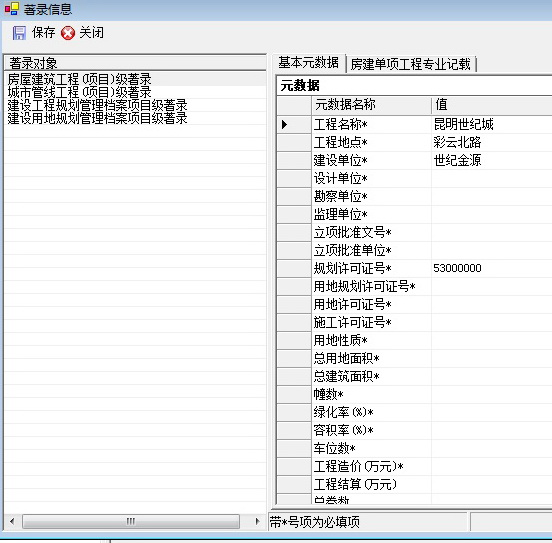 著录信息
保存 关闭
著录对象
房屋建筑工程(项目)级著录
城市管线工程(项目)级著录
建设工程规划管理档案项目级著录
建设用地规划管理档案项目级著录
基本元数据 房建单项工程专业记载
元数据
元数据名称 值
工程名称* 昆明世纪城
工程地点* 彩云北路
建设单位* 世纪金源
设计单位*
勘察单位*
监理单位*
立项批准文号*
立项批准单位*
规划许可证号* 53000000
用地规划许可证号*
用地许可证号*
施工许可证号*
用地性质*
总用地面积*
总建筑面积*
幢数*
绿化率(%)*
容积率(%)*
车位数*
工程造价(万元)*
工程结算(万元)
总卷数
带*号项为必填项